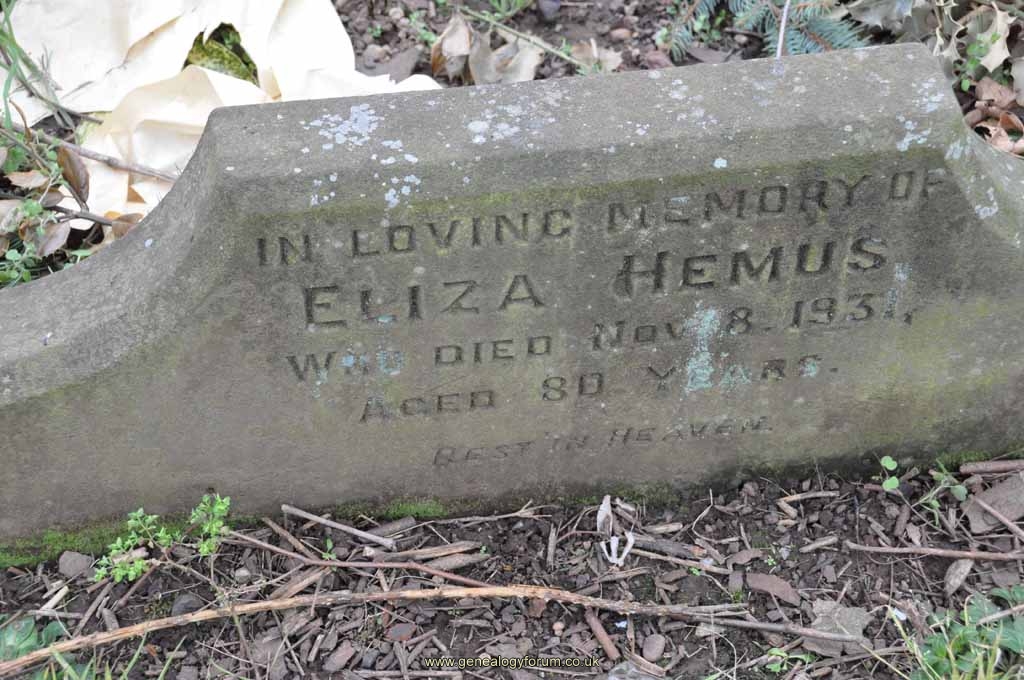 IN LOVING MEMORY OF
ELIZA HEMUS
WHO DIED NOV. 8. 1931,
AGED 80 YEARS.
REST IN HEAVEN.
www.genealogyforum.co.uk